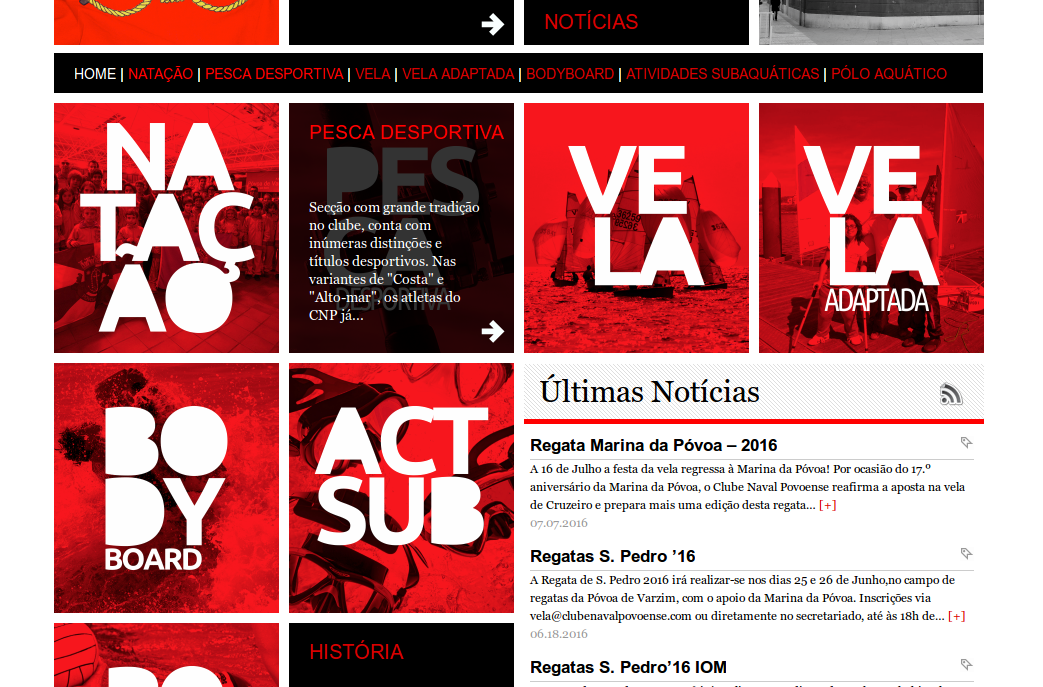 NOTÍCIAS
HOME | NATAÇÃO | PESCA DESPORTIVA | VELA | VELA ADAPTADA | BODYBOARD | ATIVIDADES SUBAQUÁTICAS | PÓLO AQUÁTICO
NA
TAÇ
ÃO
PESCA DESPORTIVA
PES
CA
DESPORTIVA
Secção com grande tradição
no clube, conta com
inúmeras distinções e
títulos desportivos. Nas
variantes de "Costa" e
"Alto-mar", os atletas do
CNP já...
VE
LA
VE
LA
ADAPTADA
BO
DY
BOARD
ACT
SUB
Últimas Notícias
Regata Marina da Póvoa – 2016
A 16 de Julho a festa da vela regressa à Marina da Póvoa! Por ocasião do 17.º
aniversário da Marina da Póvoa, o Clube Naval Povoense reafirma a aposta na vela
de Cruzeiro e prepara mais uma edição desta regata... [+]
07.07.2016
Regatas S. Pedro ’16
A Regata de S. Pedro 2016 irá realizar-se nos dias 25 e 26 de Junho,no campo de
regatas da Póvoa de Varzim, com o apoio da Marina da Póvoa. Inscrições via
vela@clubenavalpovoense.com ou diretamente no secretariado, até às 18h de... [+]
06.18.2016
Regatas S. Pedro’16 IOM
HISTÓRIA